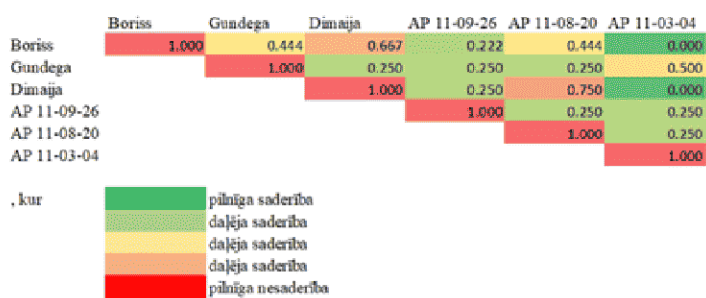 Boriss Gundega Dimaija AP 11-09-26 AP 11-08-20 AP 11-03-04
Boriss 1.000 0.444 0.667 0.222 0.444 0.000
Gundega 1.000 0.250 0.250 0.250 0.500
Dimaija 1.000 0.250 0.750 0.000
AP 11-09-26 1.000 0.250 0.250
AP 11-08-20 1.000 0.250
AP 11-03-04 1.000
, kur pilnīga saderība
daļēja saderība
daļēja saderība
daļēja saderība
pilnīga nesaderība